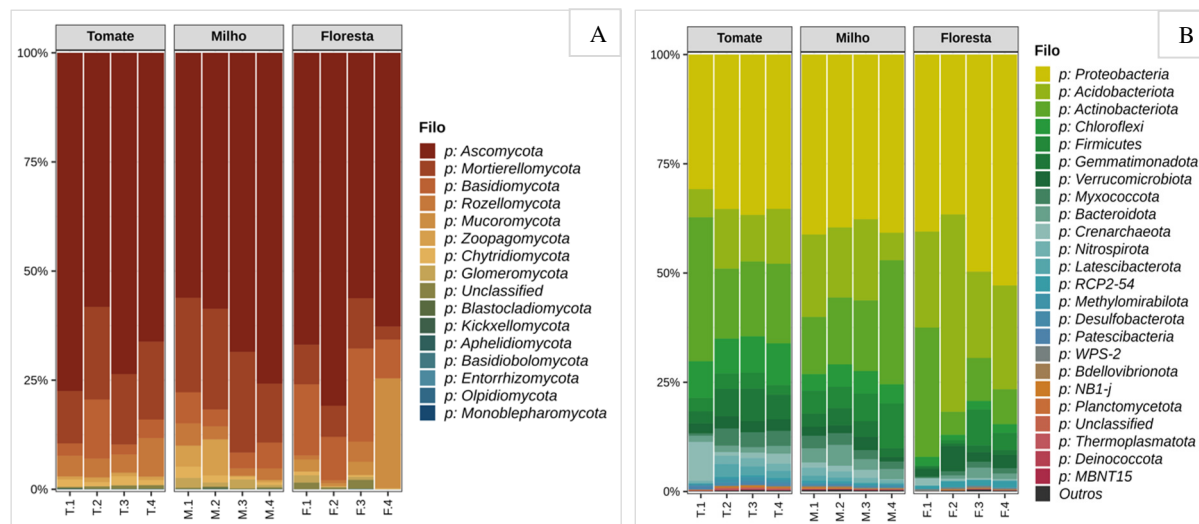 A
Tomate Milho Floresta
100%
75%
50%
25%
0%
T.1 T.2 T.3 T.4 M.1 M.2 M.3 M.4 F.1 F.2 F.3 F.4
Filo
p: Ascomycota
p: Mortierellomycota
p: Basidiomycota
p: Rozellomycota
p: Mucoromycota
p: Zoopagomycota
p: Chytridiomycota
p: Glomeromycota
p: Unclassified
p: Blastocladiomycota
p: Kickxellomycota
p: Aphelidiomycota
p: Basidiobolomycota
p: Entorrhizomycota
p: Olpidiomycota
p: Monoblepharomycota
B
Tomate Milho Floresta
100%
75%
50%
25%
0%
T.1 T.2 T.3 T.4 M.1 M.2 M.3 M.4 F.1 F.2 F.3 F.4
Filo
p: Proteobacteria
p: Acidobacteriota
p: Actinobacteriota
p: Chloroflexi
p: Firmicutes
p: Gemmatimonadota
p: Verrucomicrobiota
p: Myxococcota
p: Bacteroidota
p: Crenarchaeota
p: Nitrospirota
p: Latescibacterota
p: RCP2-54
p: Methylomirabilota
p: Desulfobacterota
p: Patescibacteria
p: WPS-2
p: Bdellovibrionota
p: NB1-j
p: Planctomycetota
p: Unclassified
p: Thermoplasmatota
p: Deinococcota
p: MBNT15
Outros